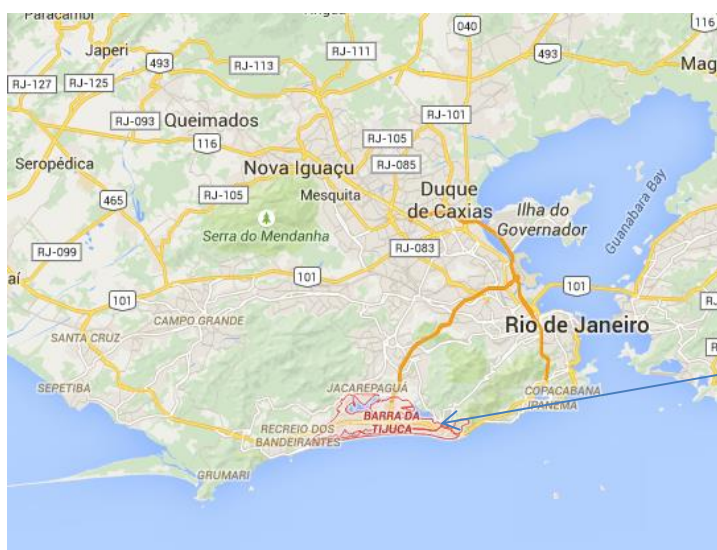 Paracambi
Japeri
RJ-111
040
116
493
RJ-113
493
Mag
RJ-127
RJ-125
RJ-093
Queimados
116
RJ-101
RJ-105
RJ-085
Seropédica
Nova Iguaçu
Mesquita
Duque
de Caxias
Ilha do
Governador
Guanabara Bay
465
RJ-105
Serra do Mendanha
RJ-083
RJ-099
aí
101
101
101
RJ
CAMPO GRANDE
SANTA CRUZ
Rio de Janeiro
R
SEPETIBA
JACAREPAGUÁ
COPACABANA
IPANEMA
BARRA DA
TIJUCA
RECREIO DOS
BANDEIRANTES
GRUMARI